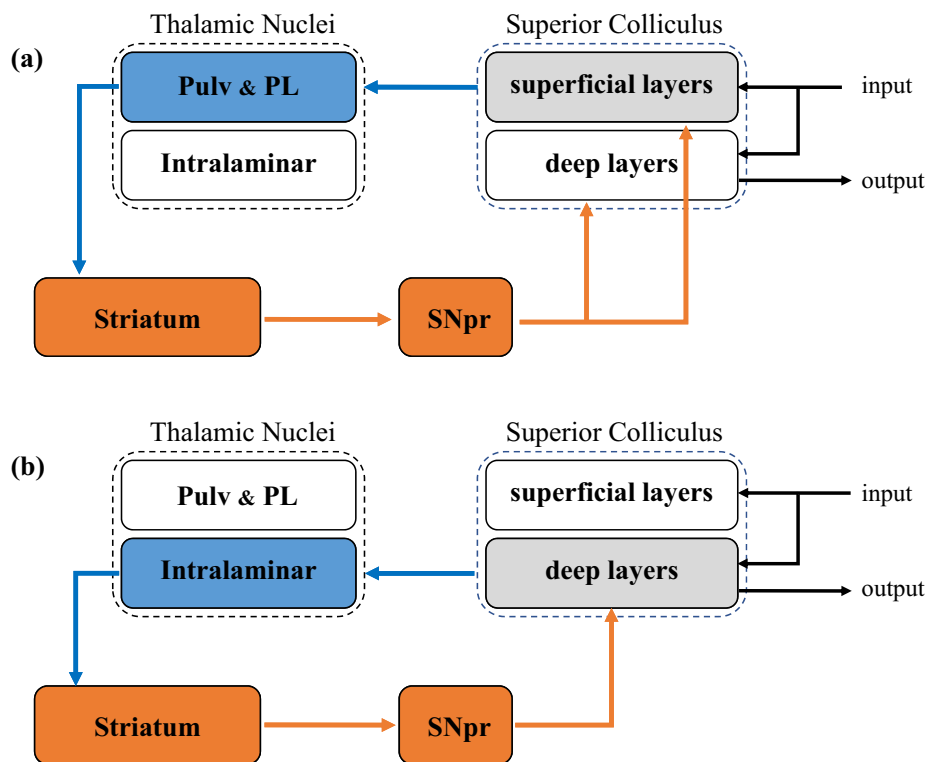 Thalamic Nuclei
Superior Colliculus
(a)
Pulv & PL
superficial layers
input
Intralaminar
deep layers
output
Striatum
SNpr
Thalamic Nuclei
Superior Colliculus
(b)
Pulv & PL
superficial layers
input
Intralaminar
deep layers
output
Striatum
SNpr